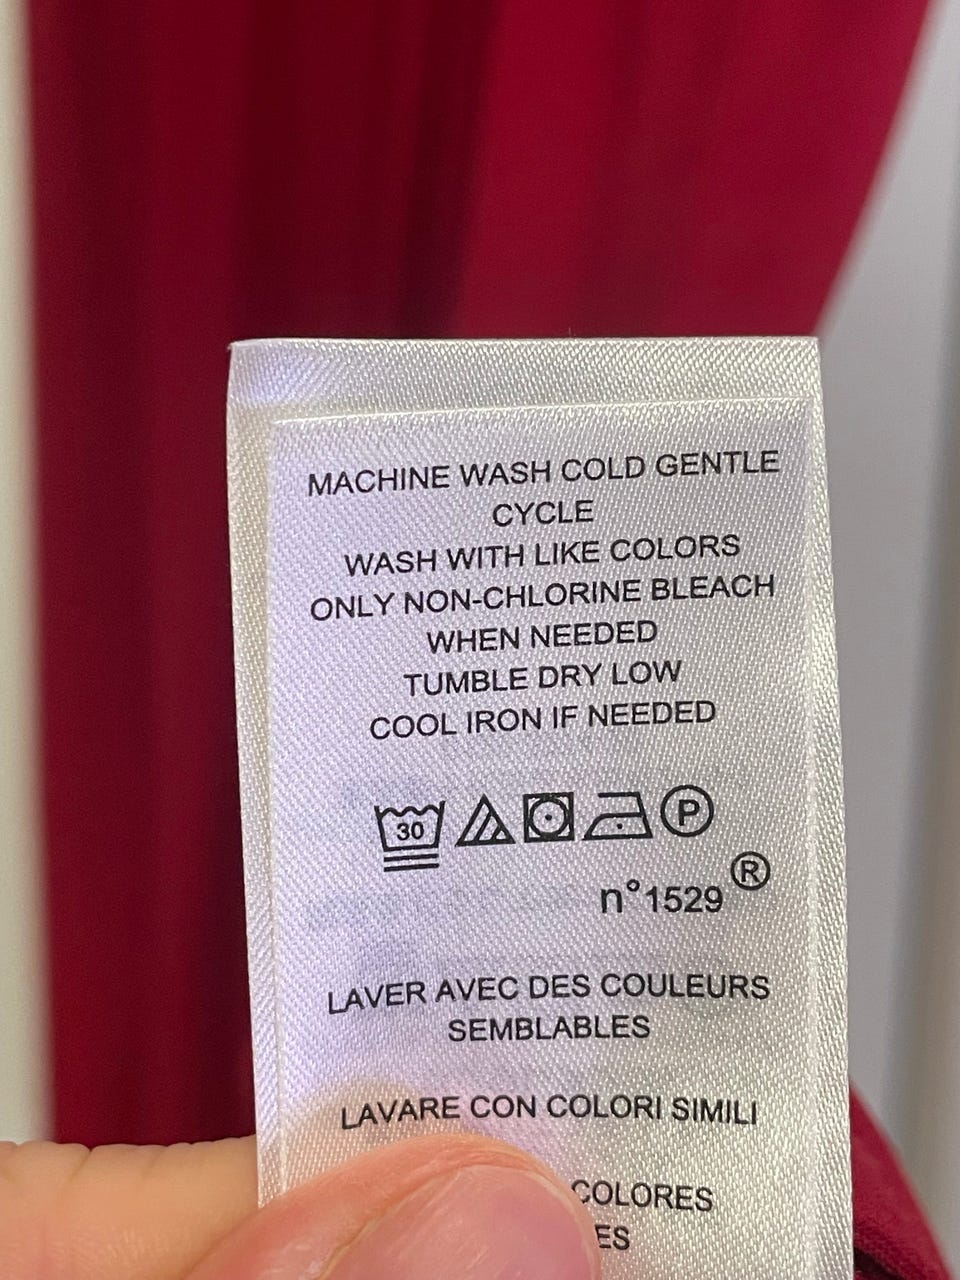 MACHINE WASH COLD GENTLE
CYCLE
WASH WITH LIKE COLORS
ONLY NON-CHLORINE BLEACH
WHEN NEEDED
TUMBLE DRY LOW
COOL IRON IF NEEDED
30 P
n°1529 ®
LAVER AVEC DES COULEURS
SEMBLABLES
LAVARE CON COLORI SIMILI
COLORES